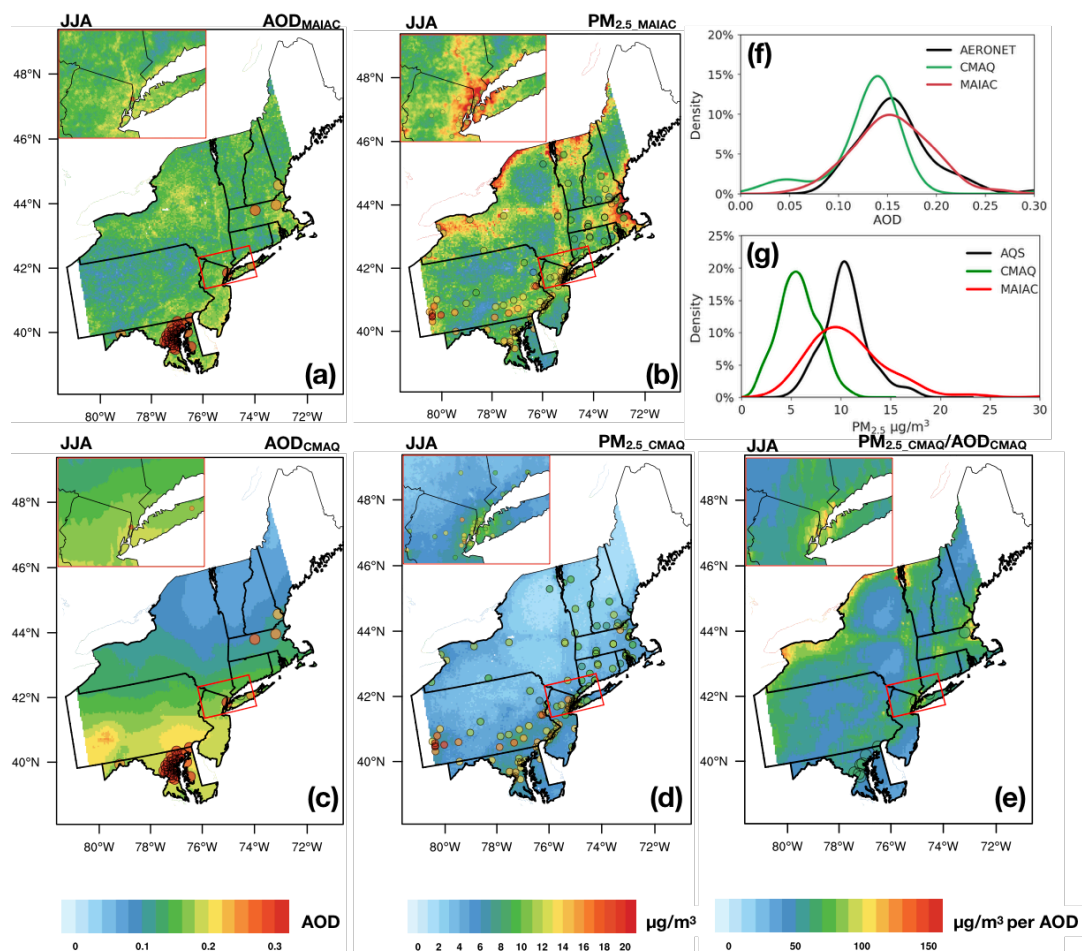 JJA AOD_MAIAC
48°N
46°N
44°N
42°N
40°N
(a)
80°W 78°W 76°W 74°W 72°W
JJA PM_2.5_MAIAC
48°N
46°N
44°N
42°N
40°N
(b)
80°W 78°W 76°W 74°W 72°W
20%
15%
10%
5%
0%
Density
(f)
AERONET
CMAQ
MAIAC
0.00 0.05 0.10 0.15 0.20 0.25 0.30
AOD
25%
20%
15%
10%
5%
0%
Density
(g)
AQS
CMAQ
MAIAC
0 5 10 15 20 25 30
PM₂.₅ µg/m³
JJA AOD_CMAQ
48°N
46°N
44°N
42°N
40°N
(c)
80°W 78°W 76°W 74°W 72°W
JJA PM_2.5_CMAQ
48°N
46°N
44°N
42°N
40°N
(d)
80°W 78°W 76°W 74°W 72°W
JJA PM_2.5_CMAQ/AOD_CMAQ
48°N
46°N
44°N
42°N
40°N
(e)
80°W 78°W 76°W 74°W 72°W
AOD
0 0.1 0.2 0.3
µg/m³
0 2 4 6 8 10 12 14 16 18 20
µg/m³ per AOD
0 50 100 150